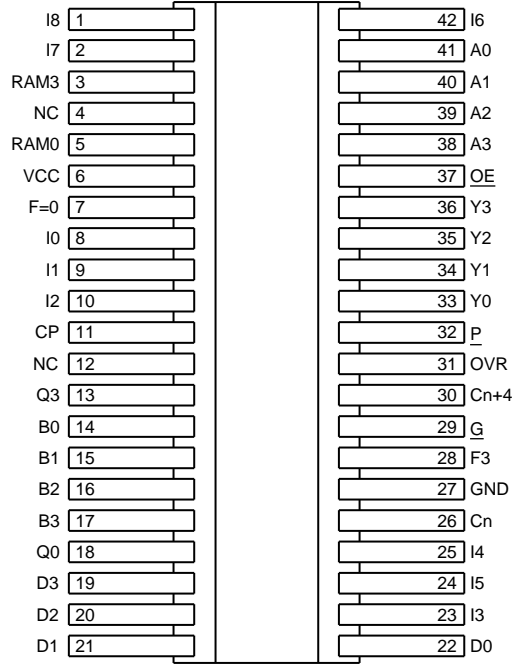 I8 1 42 I6
I7 2 41 A0
RAM3 3 40 A1
NC 4 39 A2
RAM0 5 38 A3
VCC 6 37 OE
F=0 7 36 Y3
I0 8 35 Y2
I1 9 34 Y1
I2 10 33 Y0
CP 11 32 P
NC 12 31 OVR
Q3 13 30 Cn+4
B0 14 29 G
B1 15 28 F3
B2 16 27 GND
B3 17 26 Cn
Q0 18 25 I4
D3 19 24 I5
D2 20 23 I3
D1 21 22 D0